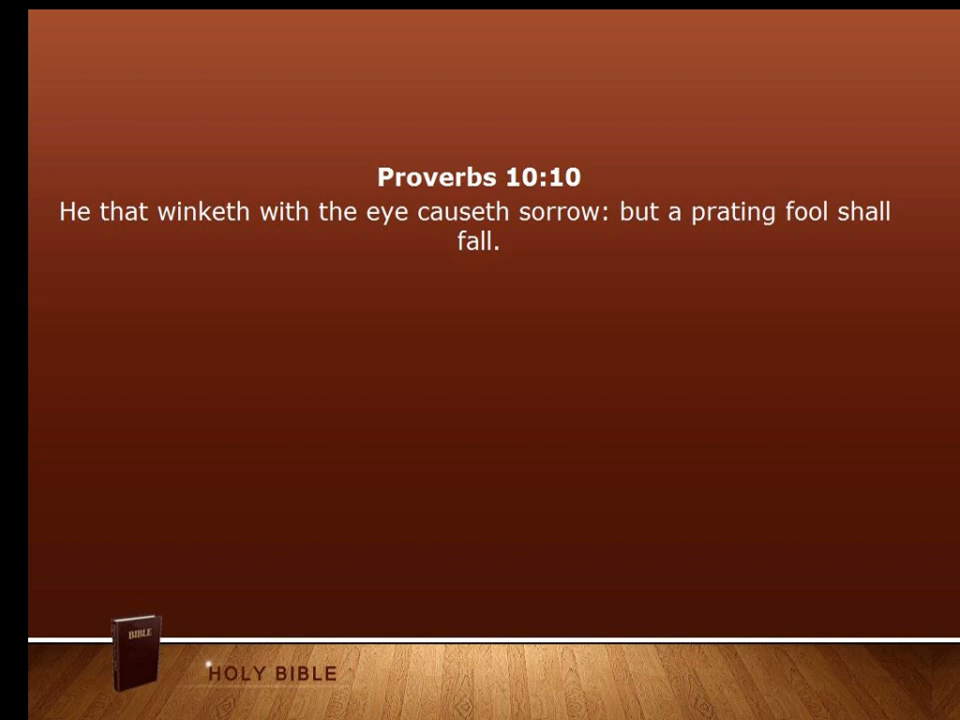 Proverbs 10:10
He that winketh with the eye causeth sorrow: but a prating fool shall
fall.
BIBLE
HOLY BIBLE